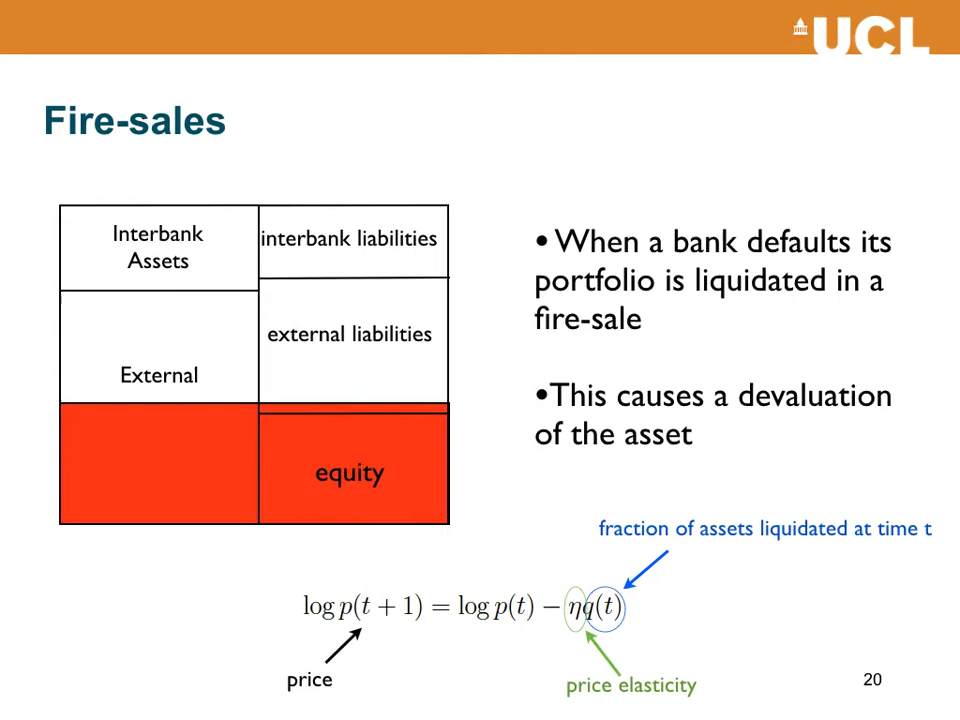 UCL
Fire-sales
Interbank
Assets
interbank liabilities
external liabilities
External
equity
• When a bank defaults its
portfolio is liquidated in a
fire-sale
•This causes a devaluation
of the asset
fraction of assets liquidated at time t
log p(t + 1) = log p(t) − ηq(t)
price
price elasticity
20